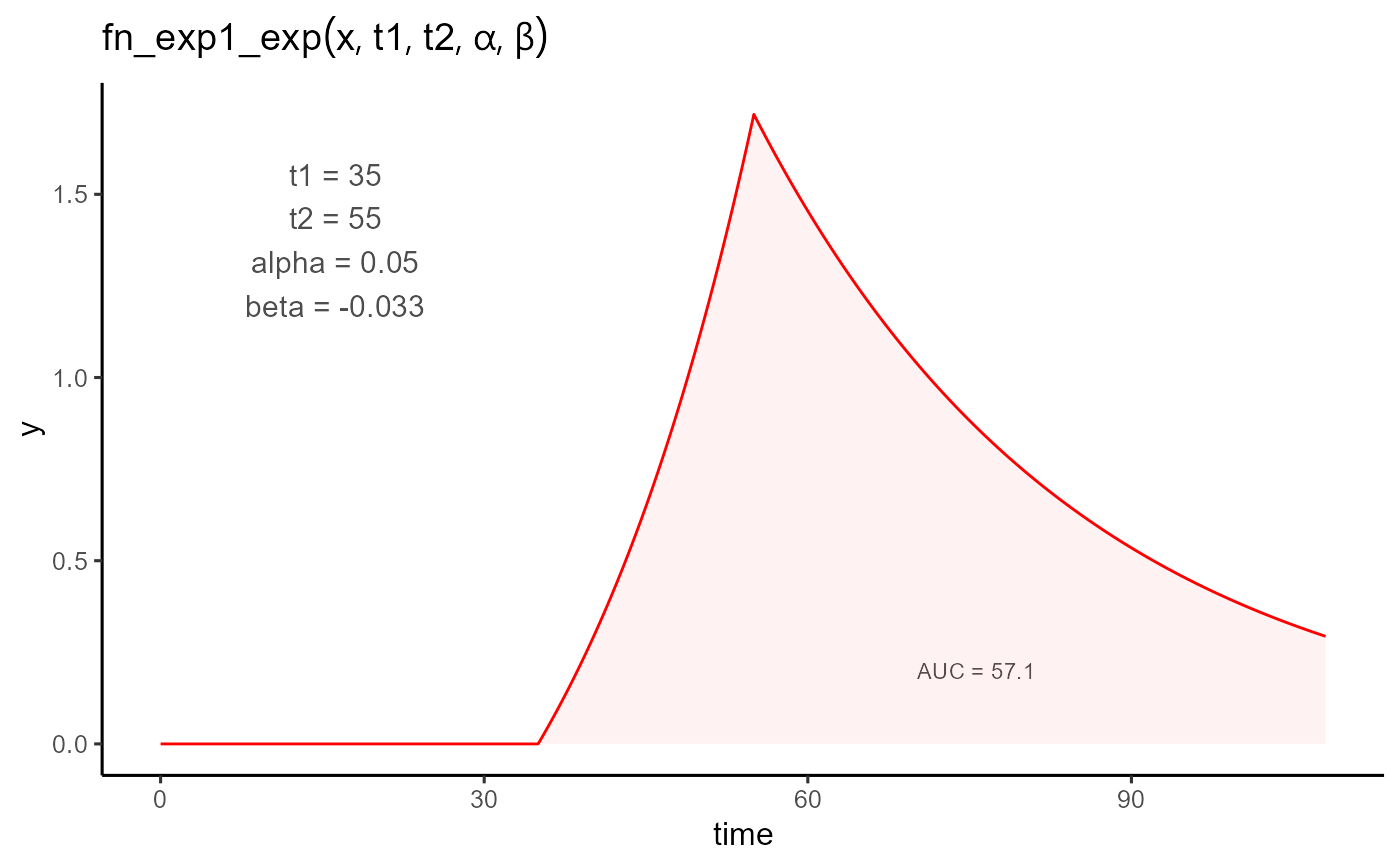 fn_exp1_exp(x, t1, t2, α, β)
t1 = 35
t2 = 55
alpha = 0.05
beta = -0.033
1.5
1.0
0.5
0.0
y
AUC = 57.1
0 30 60 90
time